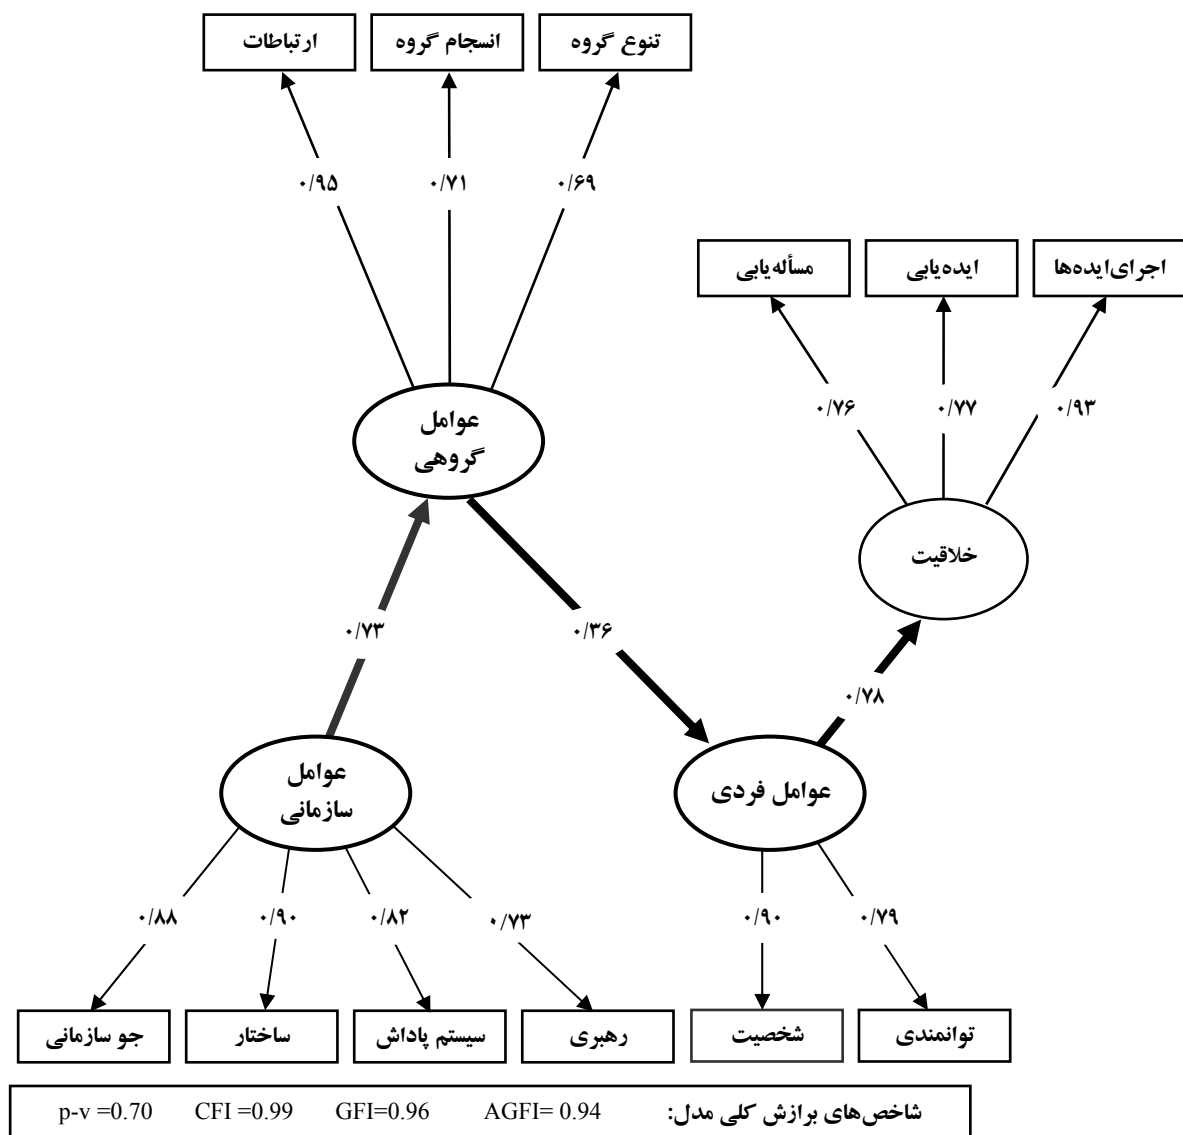 تنوع گروه
انسجام گروه
ارتباطات
۰/۶۹
۰/۷۱
۰/۹۵
اجرای‌ایده‌ها
ایده‌یابی
مسأله‌یابی
۰/۹۳
۰/۷۷
۰/۷۶
عوامل
گروهی
خلاقیت
۰/۳۶
۰/۷۳
۰/۷۸
عوامل فردی
عوامل
سازمانی
۰/۷۹
۰/۹۰
۰/۷۳
۰/۸۲
۰/۹۰
۰/۸۸
توانمندی
شخصیت
رهبری
سیستم پاداش
ساختار
جو سازمانی
شاخص‌های برازش کلی مدل: AGFI= 0.94 GFI=0.96 CFI =0.99 p-v =0.70